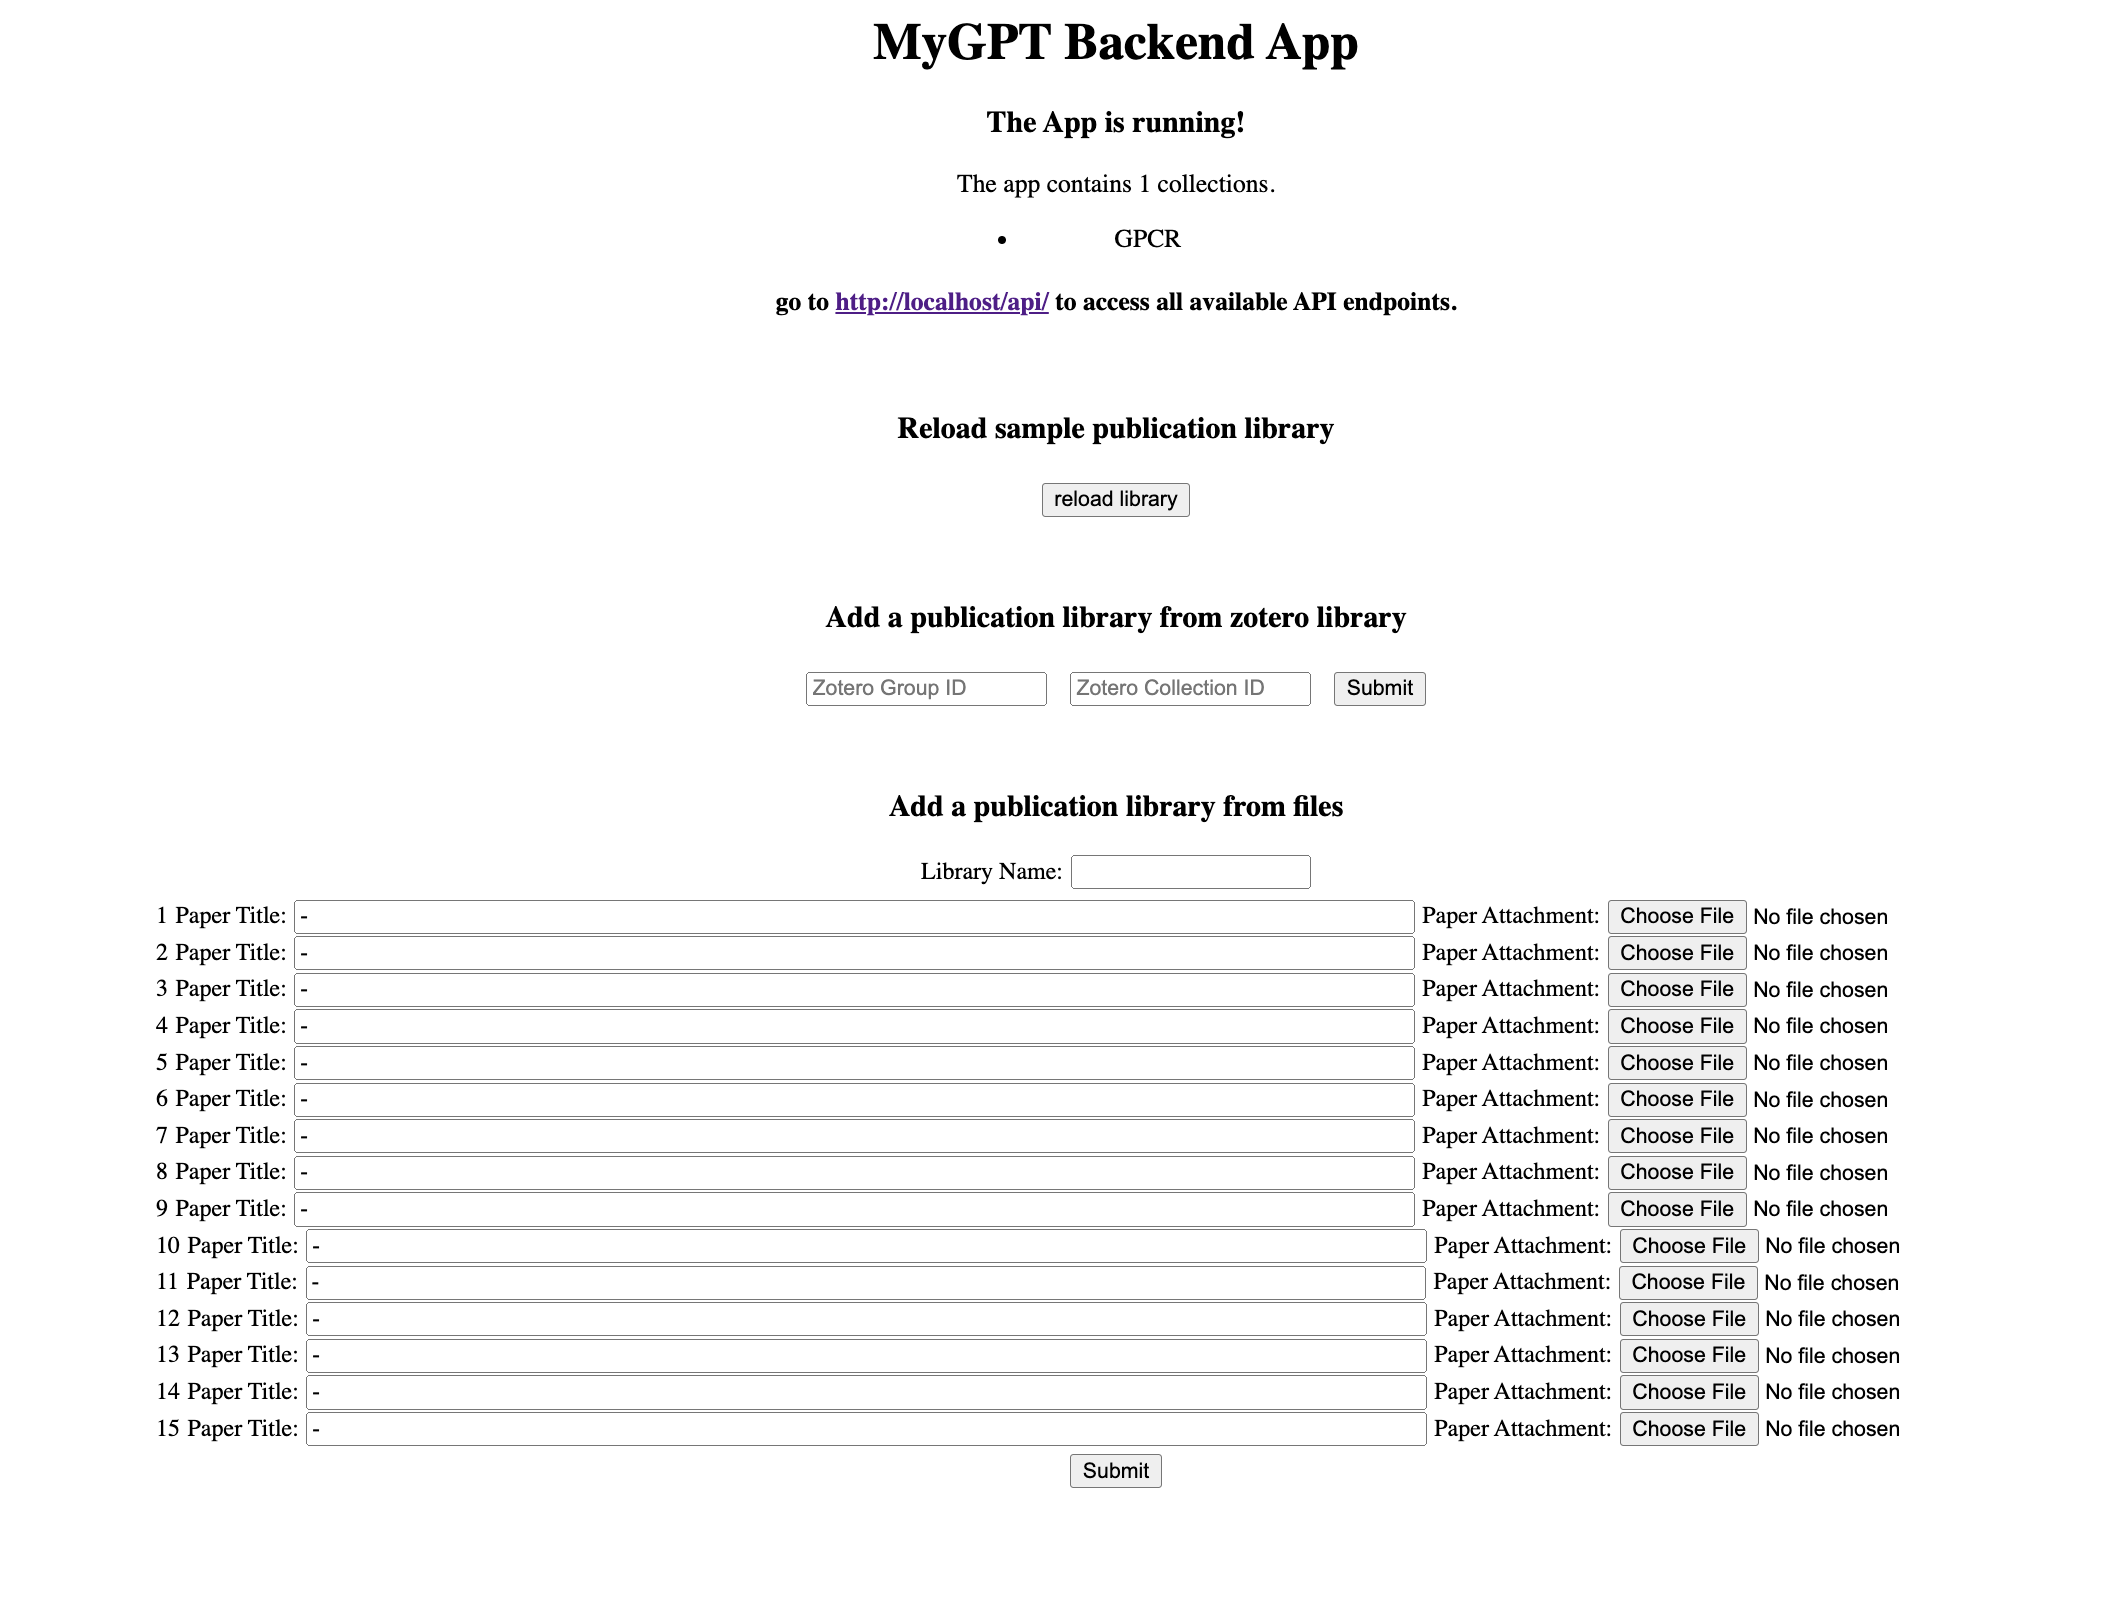 MyGPT Backend App
The App is running!
The app contains 1 collections.
• GPCR
go to http://localhost/api/ to access all available API endpoints.
Reload sample publication library
reload library
Add a publication library from zotero library
Zotero Group ID Zotero Collection ID Submit
Add a publication library from files
Library Name:
1 Paper Title: - Paper Attachment: Choose File No file chosen
2 Paper Title: - Paper Attachment: Choose File No file chosen
3 Paper Title: - Paper Attachment: Choose File No file chosen
4 Paper Title: - Paper Attachment: Choose File No file chosen
5 Paper Title: - Paper Attachment: Choose File No file chosen
6 Paper Title: - Paper Attachment: Choose File No file chosen
7 Paper Title: - Paper Attachment: Choose File No file chosen
8 Paper Title: - Paper Attachment: Choose File No file chosen
9 Paper Title: - Paper Attachment: Choose File No file chosen
10 Paper Title: - Paper Attachment: Choose File No file chosen
11 Paper Title: - Paper Attachment: Choose File No file chosen
12 Paper Title: - Paper Attachment: Choose File No file chosen
13 Paper Title: - Paper Attachment: Choose File No file chosen
14 Paper Title: - Paper Attachment: Choose File No file chosen
15 Paper Title: - Paper Attachment: Choose File No file chosen
Submit